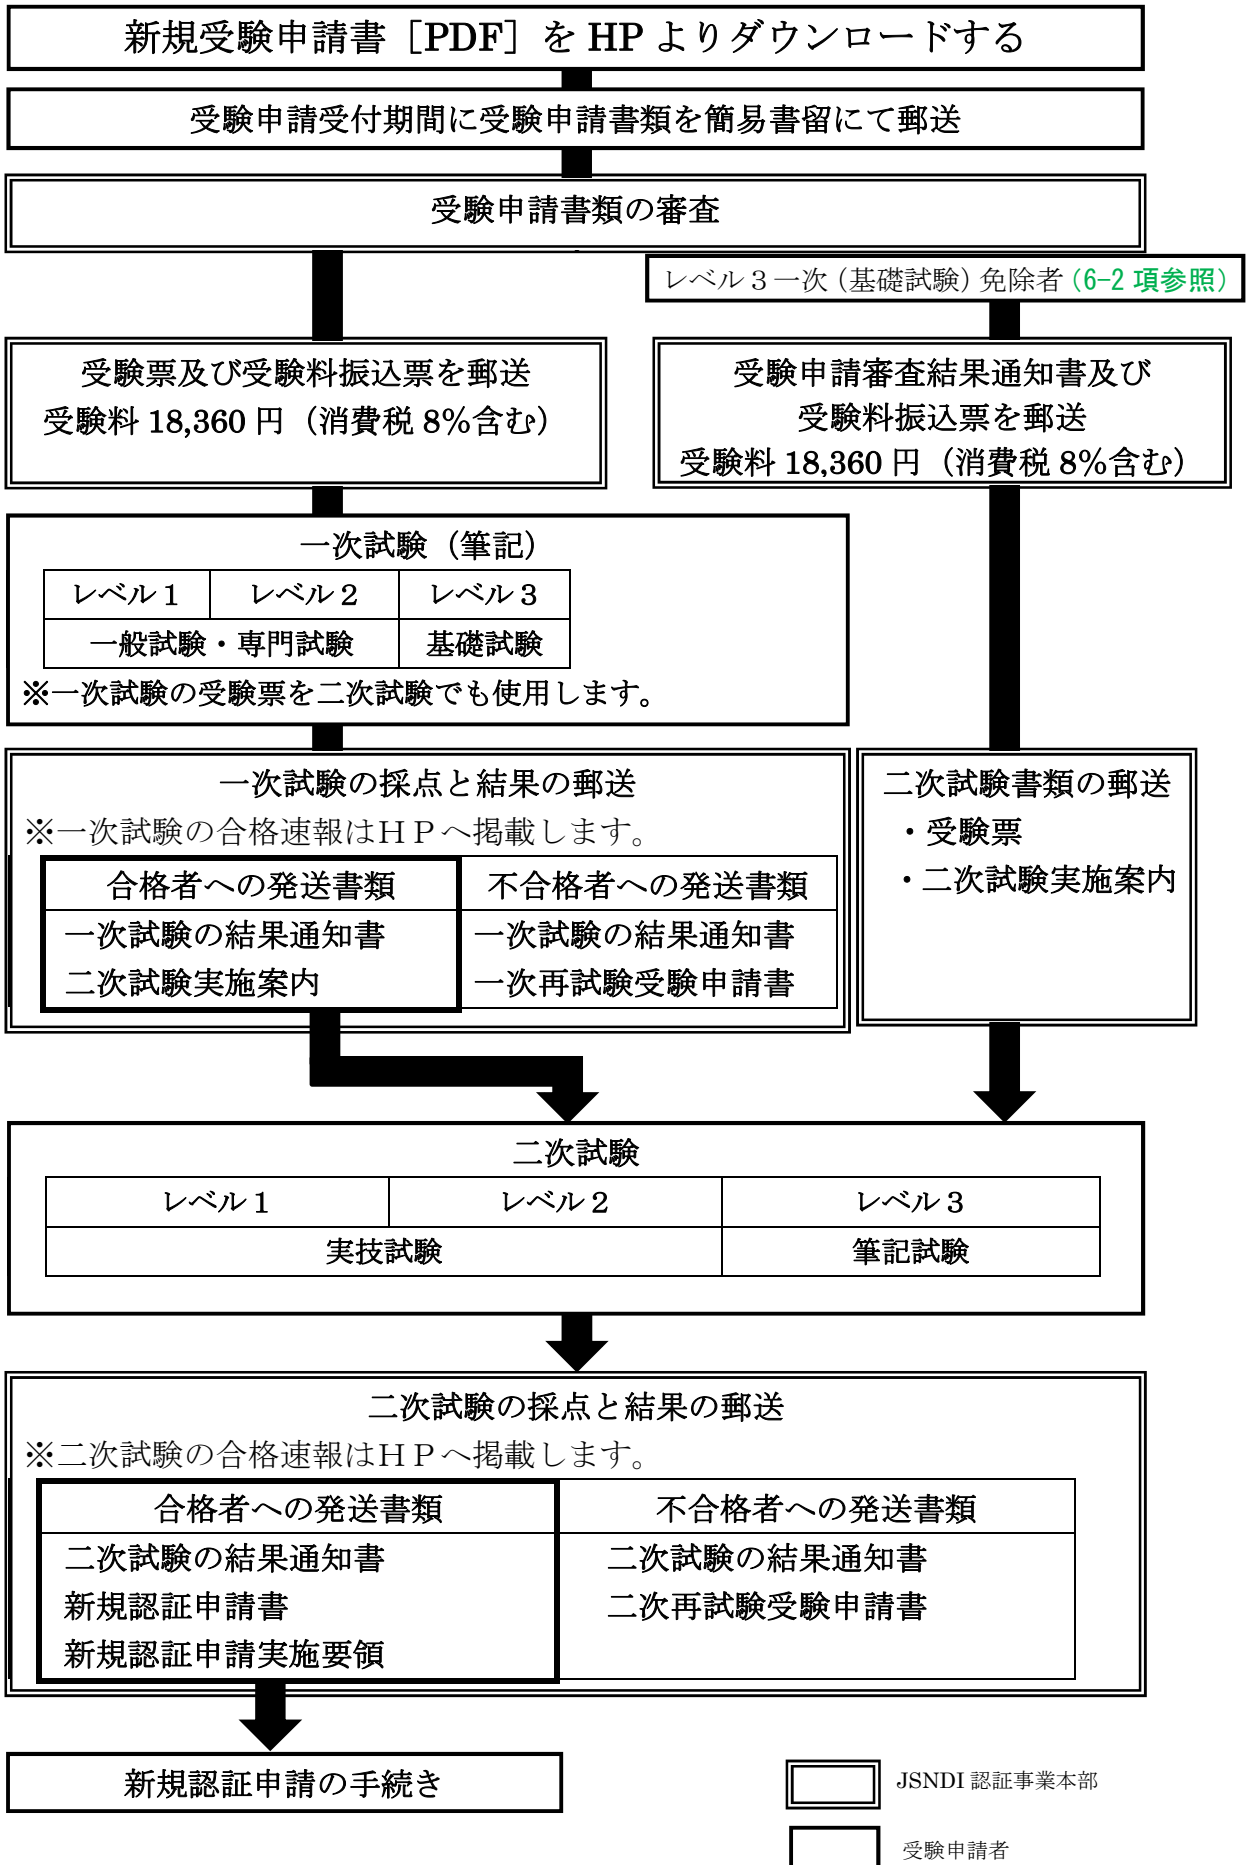 新規受験申請書［PDF］を HP よりダウンロードする
受験申請受付期間に受験申請書類を簡易書留にて郵送
受験申請書類の審査
レベル３一次（基礎試験）免除者（6-2 項参照）
受験票及び受験料振込票を郵送
受験料 18,360 円（消費税 8%含む）
受験申請審査結果通知書及び
受験料振込票を郵送
受験料 18,360 円（消費税 8%含む）
一次試験（筆記）
レベル１ レベル２ レベル３
一般試験・専門試験 基礎試験
※一次試験の受験票を二次試験でも使用します。
一次試験の採点と結果の郵送
※一次試験の合格速報はＨＰへ掲載します。
合格者への発送書類 不合格者への発送書類
一次試験の結果通知書 一次試験の結果通知書
二次試験実施案内 一次再試験受験申請書
二次試験書類の郵送
・受験票
・二次試験実施案内
二次試験
レベル１ レベル２ レベル３
実技試験 筆記試験
二次試験の採点と結果の郵送
※二次試験の合格速報はＨＰへ掲載します。
合格者への発送書類 不合格者への発送書類
二次試験の結果通知書 二次試験の結果通知書
新規認証申請書 二次再試験受験申請書
新規認証申請実施要領
新規認証申請の手続き
JSNDI 認証事業本部
受験申請者